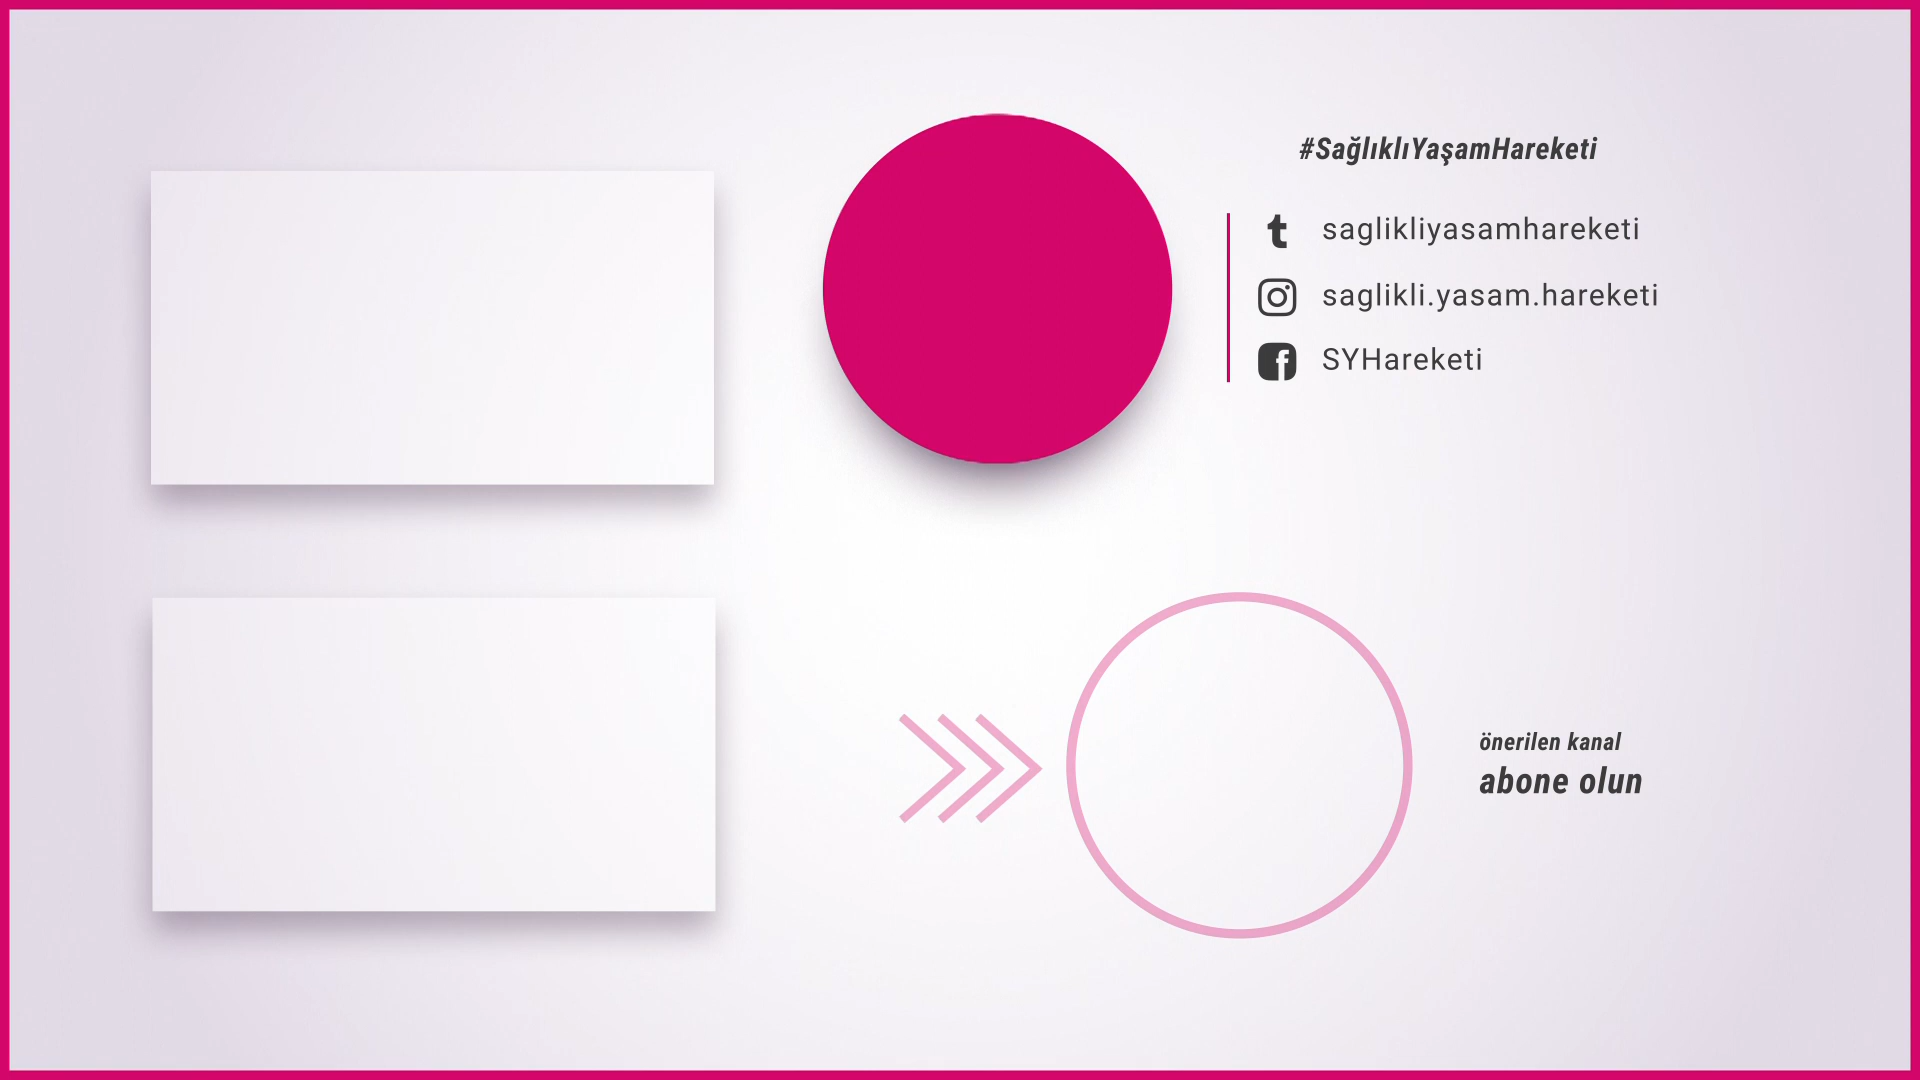 #SağlıklıYaşamHareketi
saglikliyasamhareketi
saglikli.yasam.hareketi
SYHareketi
önerilen kanal
abone olun